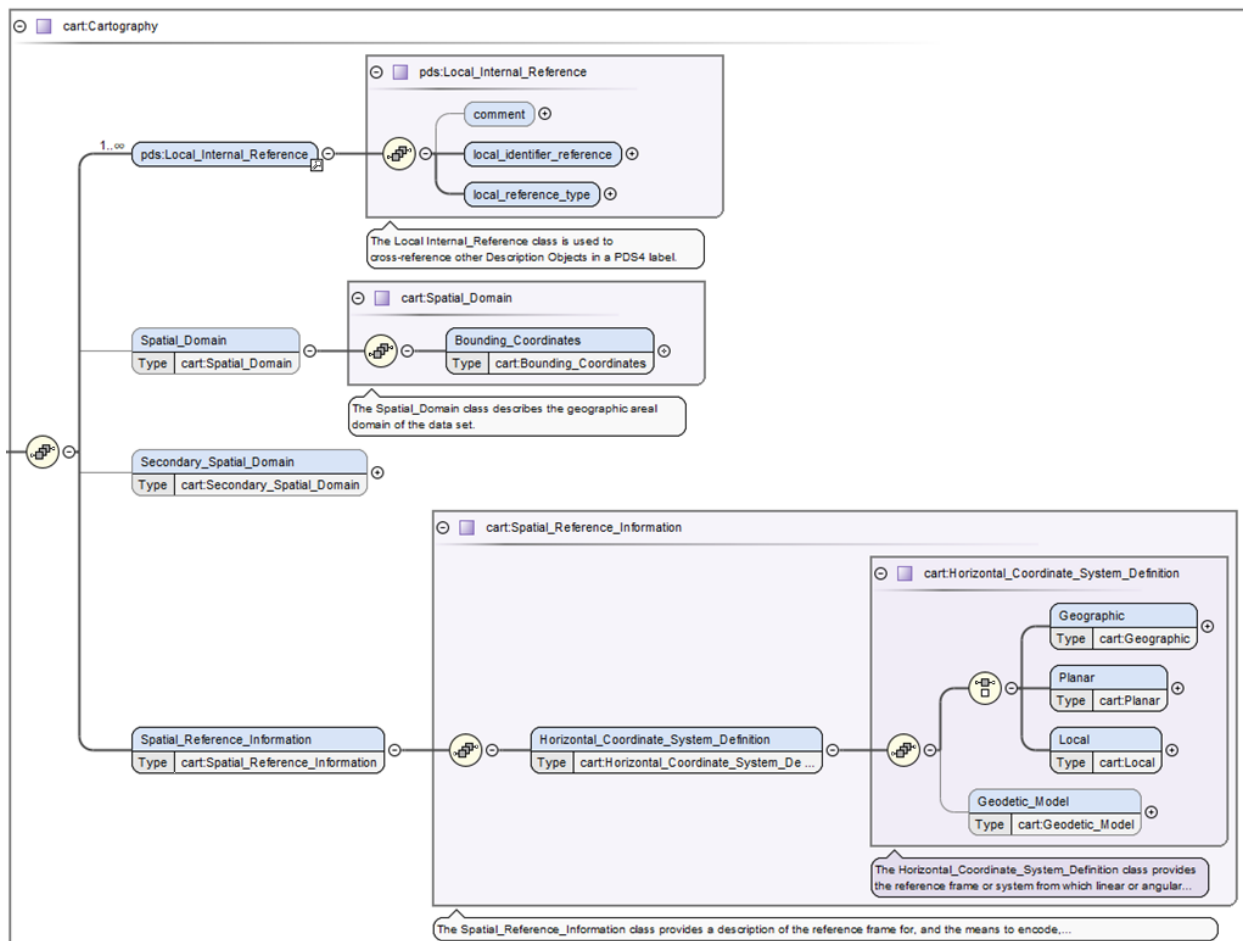 cart:Cartography
pds:Local_Internal_Reference
comment
1..∞
pds:Local_Internal_Reference
local_identifier_reference
local_reference_type
The Local Internal_Reference class is used to
cross-reference other Description Objects in a PDS4 label.
cart:Spatial_Domain
Spatial_Domain
Type cart:Spatial_Domain
Bounding_Coordinates
Type cart:Bounding_Coordinates
The Spatial_Domain class describes the geographic areal
domain of the data set.
Secondary_Spatial_Domain
Type cart:Secondary_Spatial_Domain
cart:Spatial_Reference_Information
cart:Horizontal_Coordinate_System_Definition
Geographic
Type cart:Geographic
Planar
Type cart:Planar
Spatial_Reference_Information
Type cart:Spatial_Reference_Information
Horizontal_Coordinate_System_Definition
Type cart:Horizontal_Coordinate_System_De ...
Local
Type cart:Local
Geodetic_Model
Type cart:Geodetic_Model
The Horizontal_Coordinate_System_Definition class provides
the reference frame or system from which linear or angular...
The Spatial_Reference_Information class provides a description of the reference frame for, and the means to encode,...